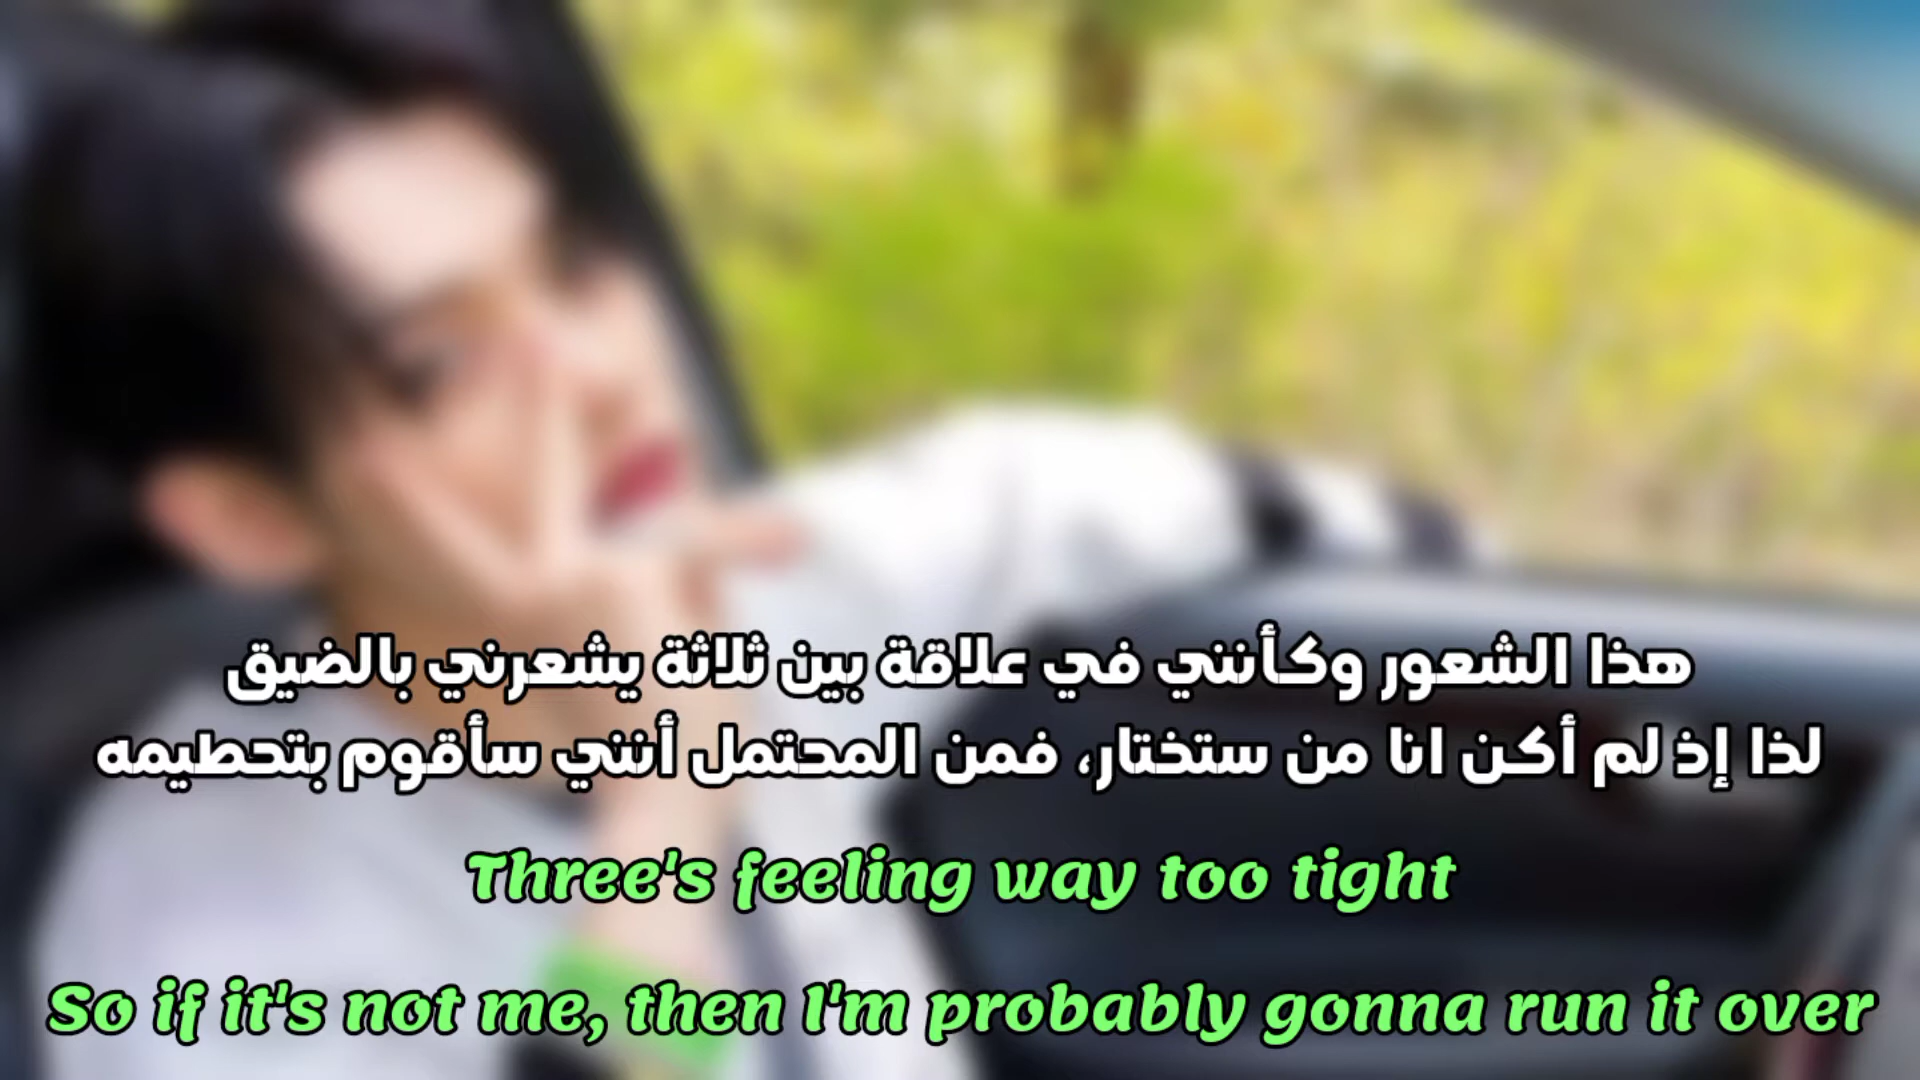 هذا الشعور وكأنني في علاقة بين ثلاثة يشعرني بالضيق
لذا إذ لم أكن انا من ستختار، فمن المحتمل أنني سأقوم بتحطيمه
Three's feeling way too tight
So if it's not me, then I'm probably gonna run it over